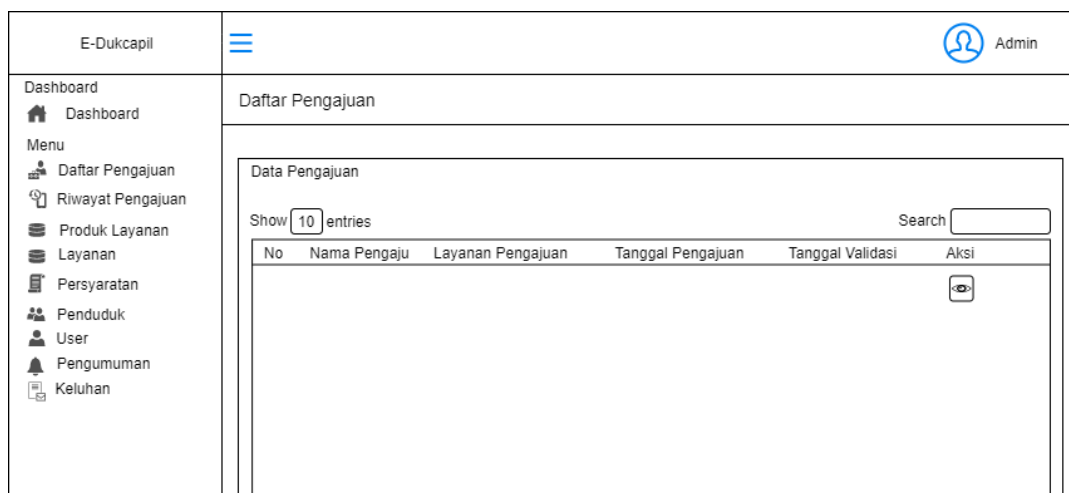 E-Dukcapil
Admin
Dashboard
Dashboard
Menu
Daftar Pengajuan
Riwayat Pengajuan
Produk Layanan
Layanan
Persyaratan
Penduduk
User
Pengumuman
Keluhan
Daftar Pengajuan
Data Pengajuan
Show 10 entries
Search
No Nama Pengaju Layanan Pengajuan Tanggal Pengajuan Tanggal Validasi Aksi